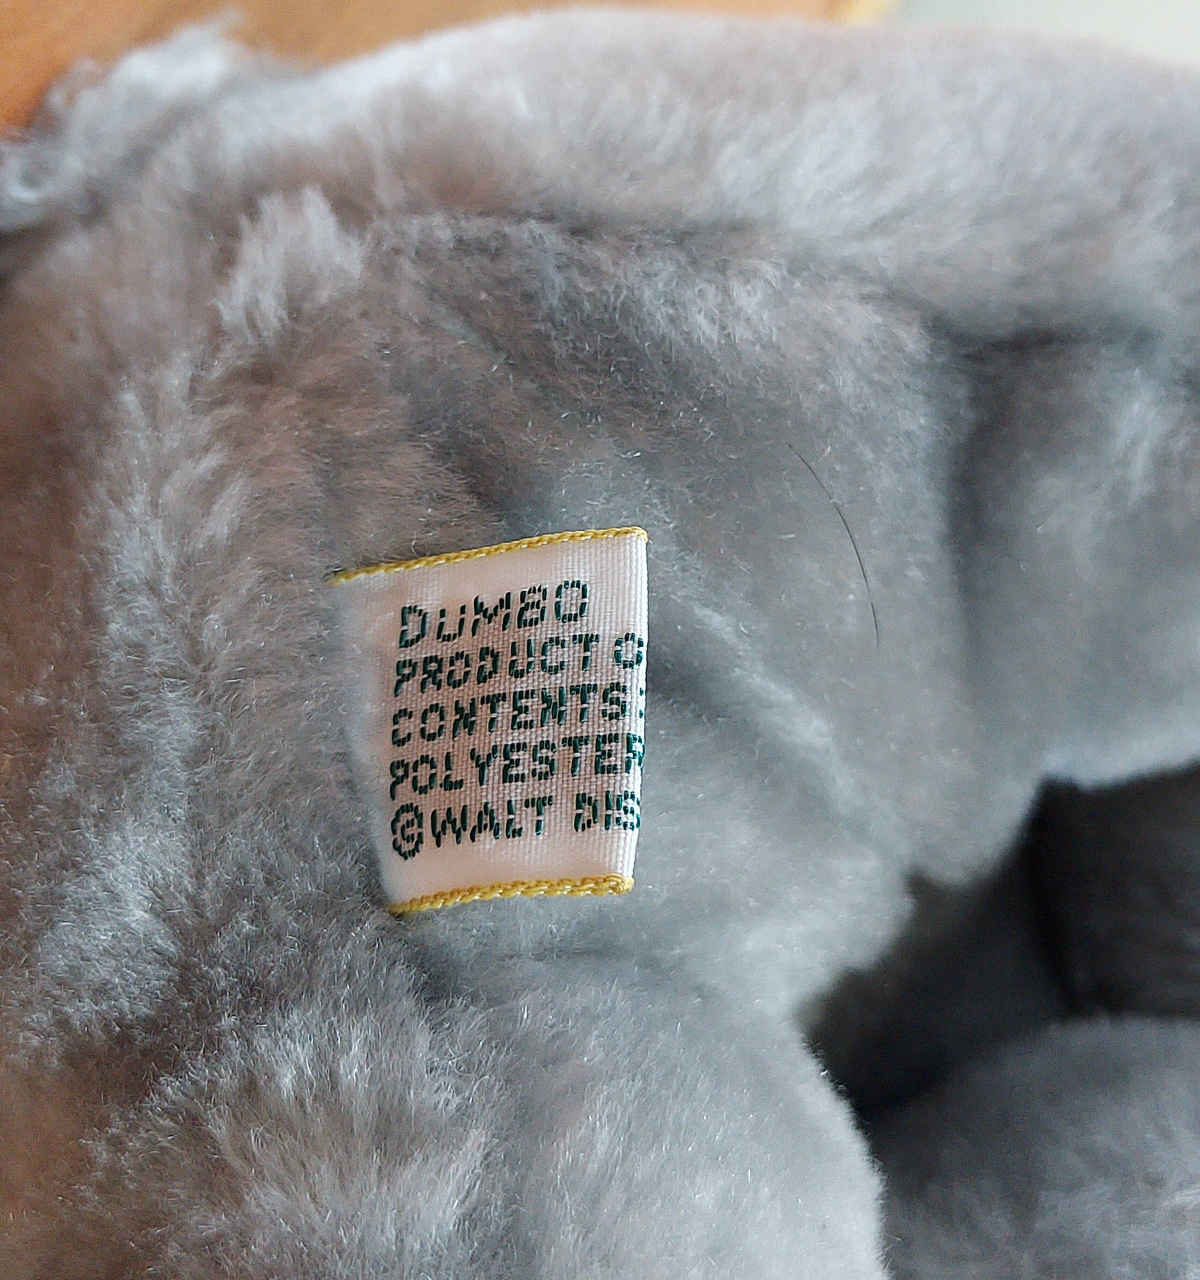 DUMBO
PRODUCT O
CONTENTS:
POLYESTER
©WALT DIS